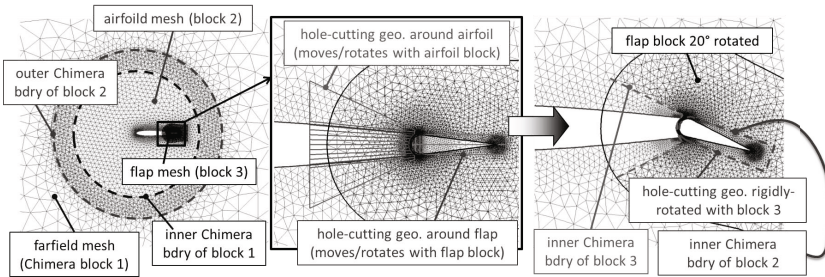 airfoild mesh (block 2)
outer Chimera
bdry of block 2
flap mesh (block 3)
farfield mesh
(Chimera block 1)
inner Chimera
bdry of block 1
hole-cutting geo. around airfoil
(moves/rotates with airfoil block)
hole-cutting geo. around flap
(moves/rotates with flap block)
flap block 20° rotated
hole-cutting geo. rigidly-
rotated with block 3
inner Chimera
bdry of block 3
inner Chimera
bdry of block 2